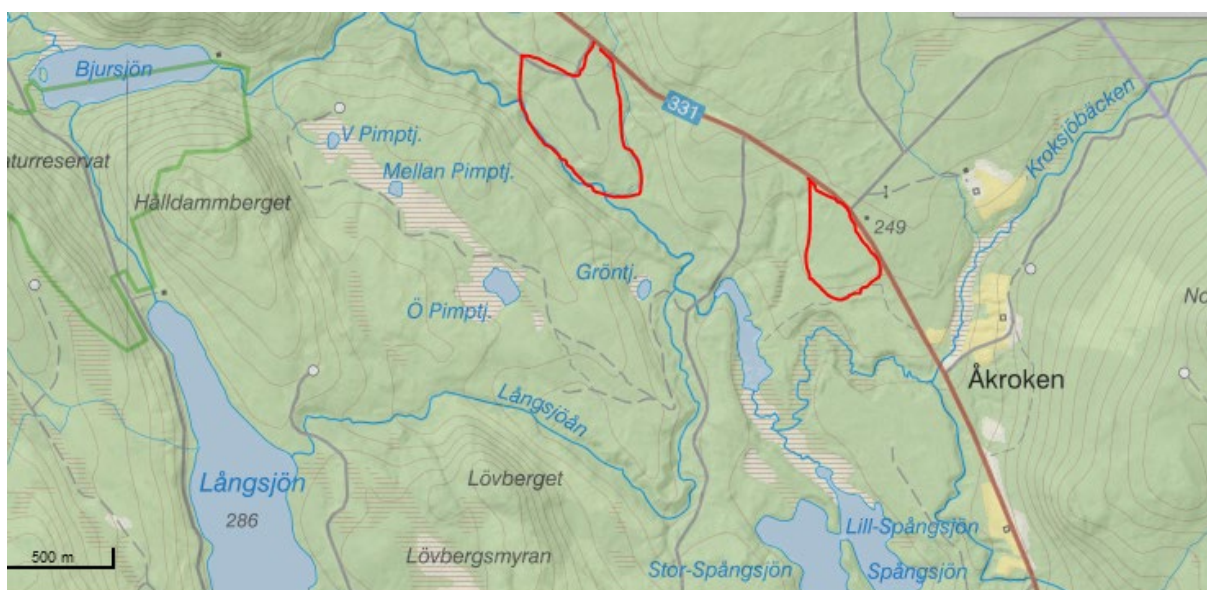 Bjursjön
331
V Pimptj.
Kroksjöbäcken
aturreservat
Mellan Pimptj.
Hålldammberget
249
Gröntj.
No
Ö Pimptj.
Åkroken
Långsjöån
Långsjön
Lövberget
286
Lill-Spångsjön
500 m
Lövbergsmyran
Stor-Spångsjön
Spångsjön